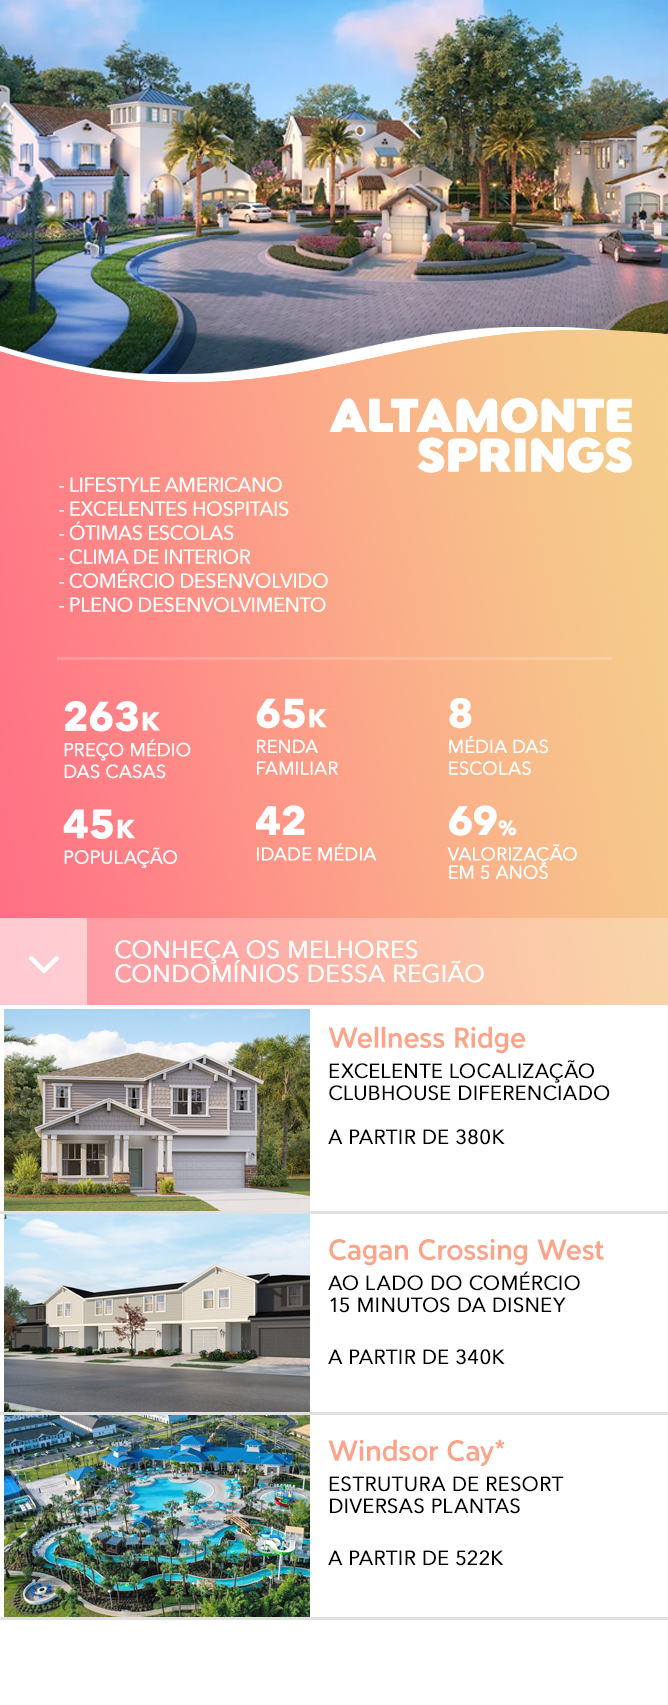 ALTAMONTE
SPRINGS
- LIFESTYLE AMERICANO
- EXCELENTES HOSPITAIS
- ÓTIMAS ESCOLAS
- CLIMA DE INTERIOR
- COMÉRCIO DESENVOLVIDO
- PLENO DESENVOLVIMENTO
263K
PREÇO MÉDIO
DAS CASAS
65K
RENDA
FAMILIAR
8
MÉDIA DAS
ESCOLAS
45K
POPULAÇÃO
42
IDADE MÉDIA
69%
VALORIZAÇÃO
EM 5 ANOS
CONHEÇA OS MELHORES
CONDOMÍNIOS DESSA REGIÃO
Wellness Ridge
EXCELENTE LOCALIZAÇÃO
CLUBHOUSE DIFERENCIADO
A PARTIR DE 380K
Cagan Crossing West
AO LADO DO COMÉRCIO
15 MINUTOS DA DISNEY
A PARTIR DE 340K
Windsor Cay*
ESTRUTURA DE RESORT
DIVERSAS PLANTAS
A PARTIR DE 522K